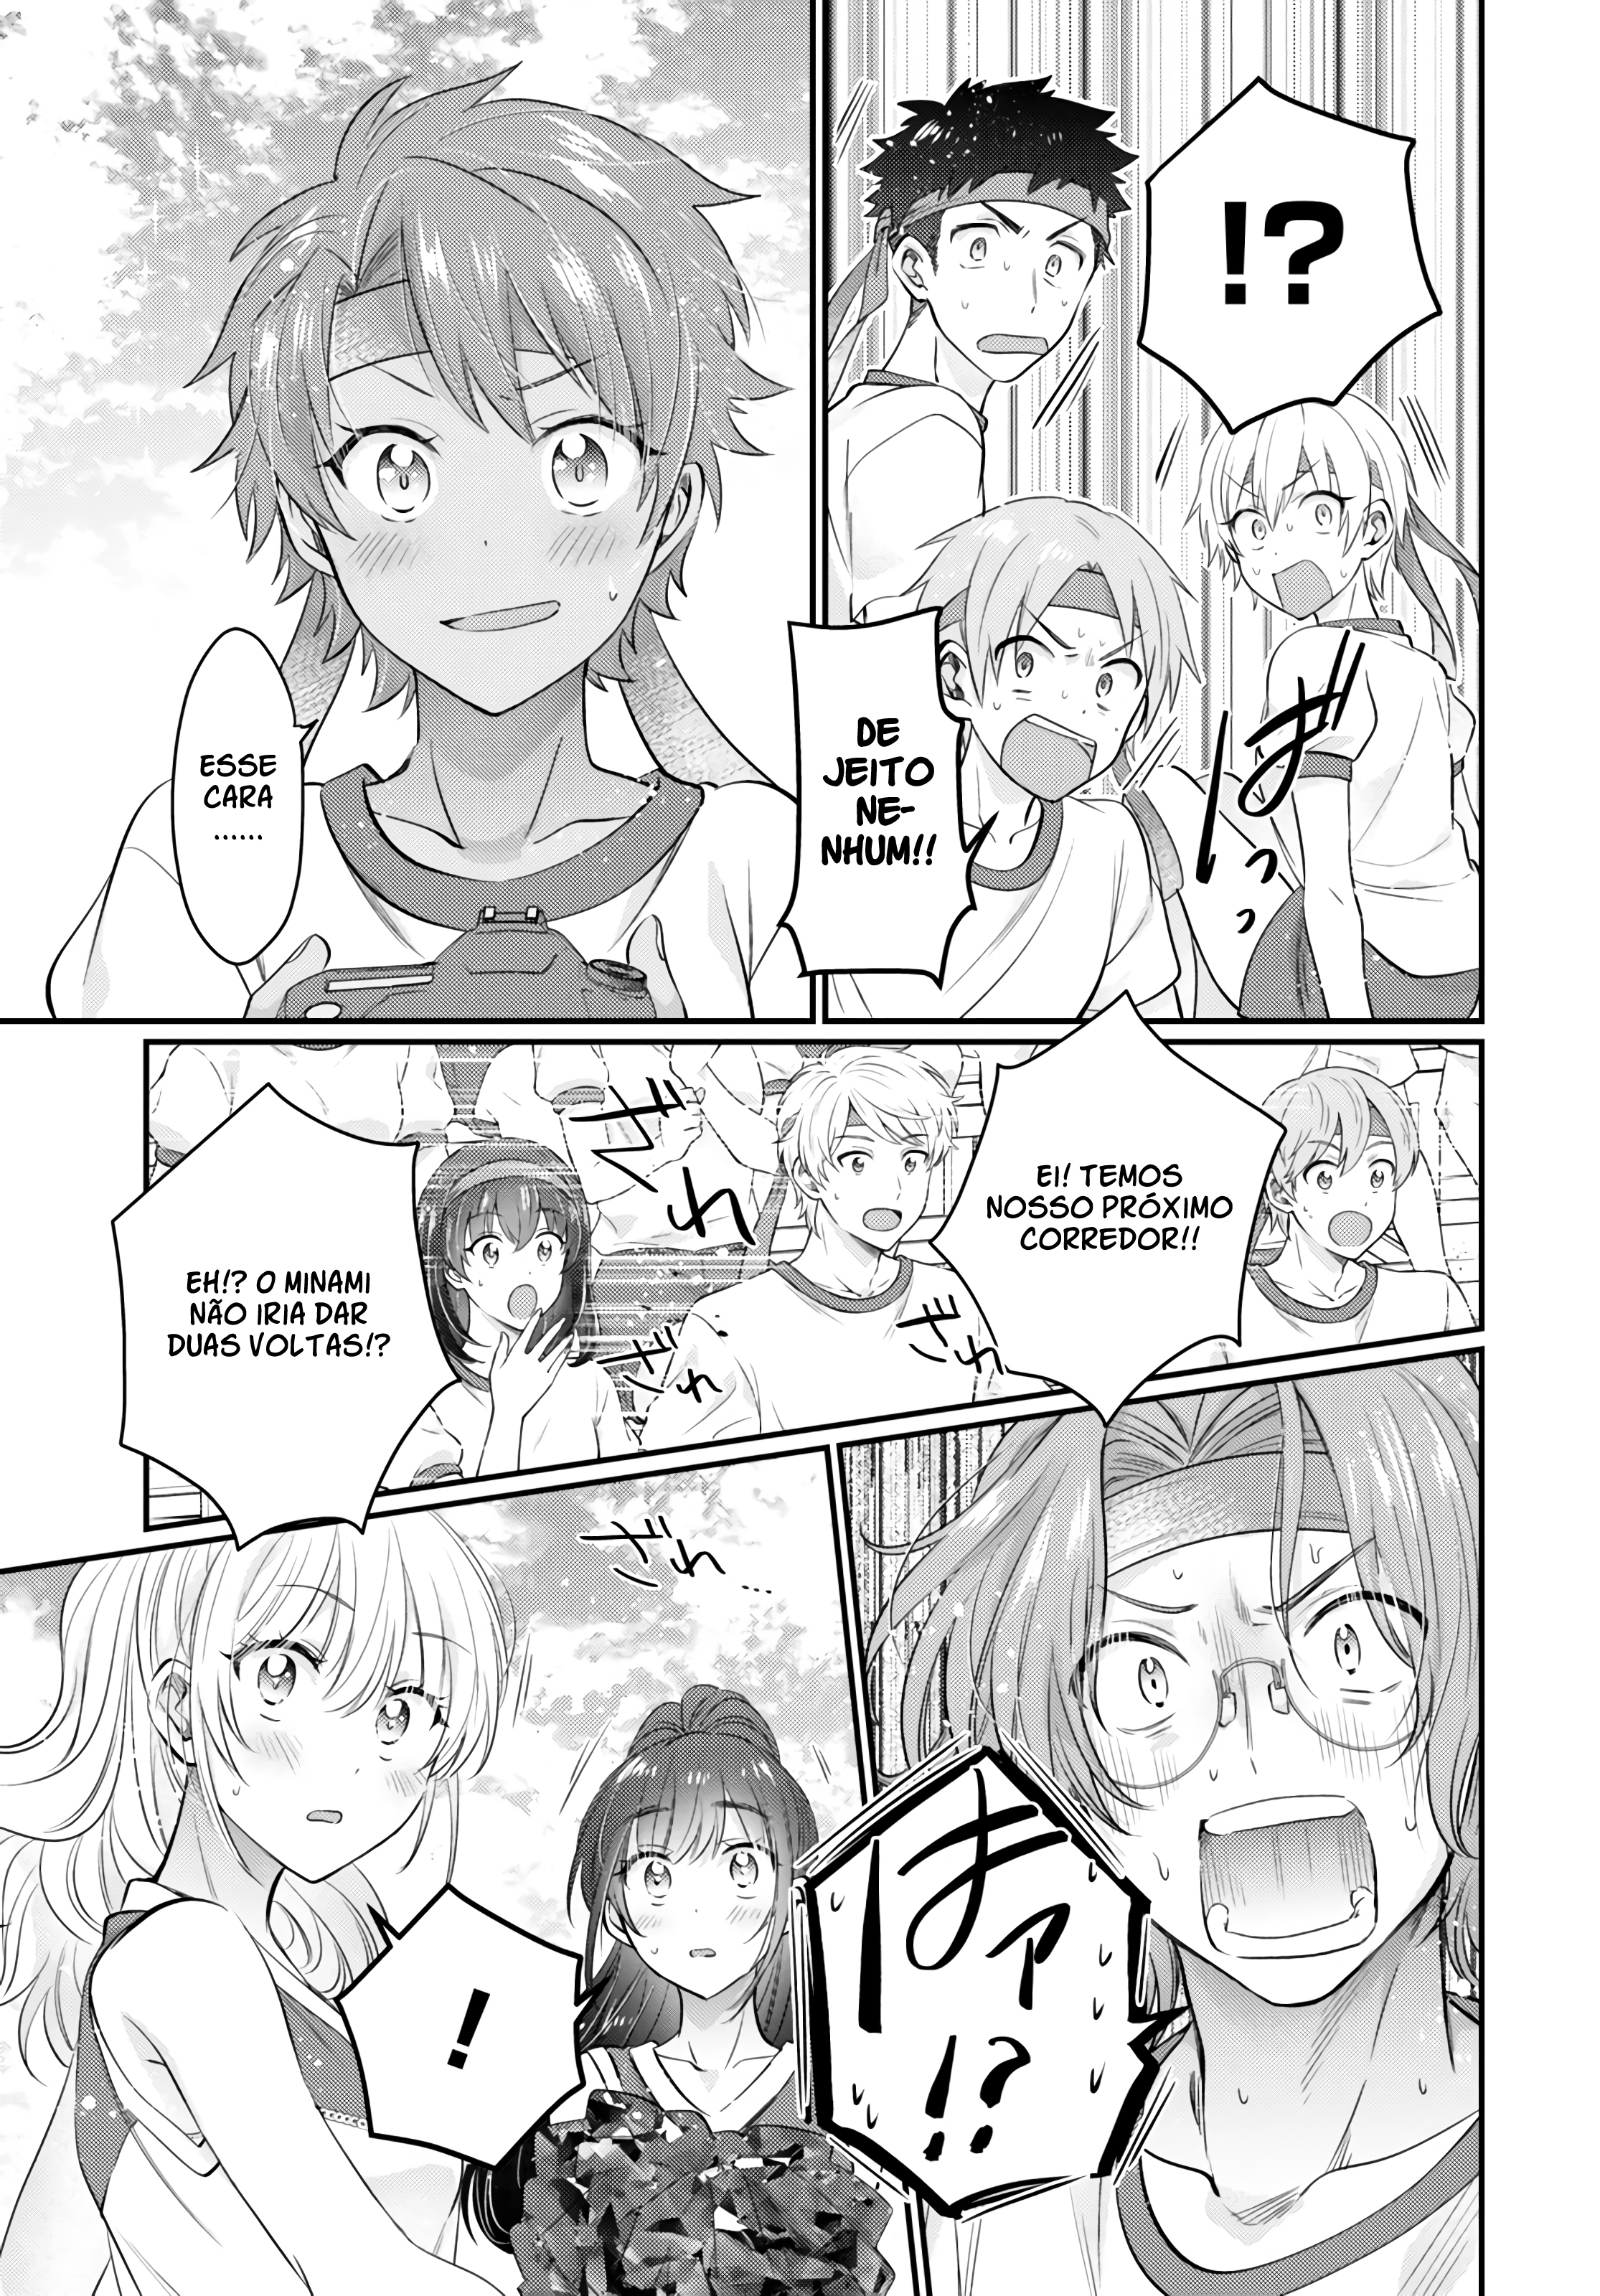 !?
DE
JEITO
NE-
NHUM!!
ばっ
ESSE
CARA
......
EI! TEMOS
NOSSO PRÓXIMO
CORREDOR!!
ざわ
ざわ
ざわ
EH!? O MINAMI
NÃO IRIA DAR
DUAS VOLTAS!?
はァ!?
ざわ...
!